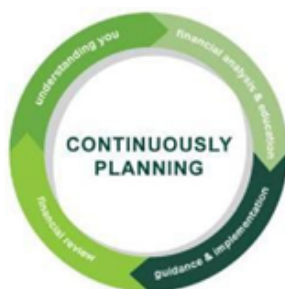 understanding you
financial analysis & education
CONTINUOUSLY
PLANNING
financial review
guidance & implementation